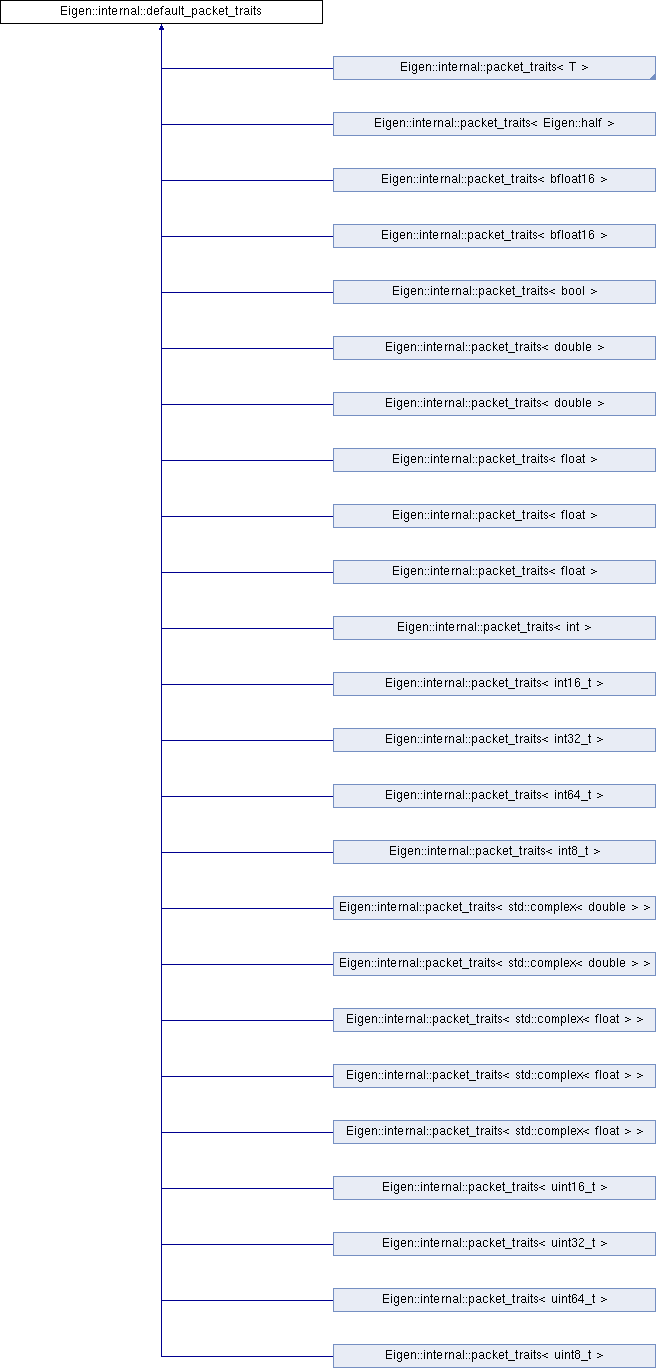 Eigen::internal::default_packet_traits
Eigen::internal::packet_traits< T >
Eigen::internal::packet_traits< Eigen::half >
Eigen::internal::packet_traits< bfloat16 >
Eigen::internal::packet_traits< bfloat16 >
Eigen::internal::packet_traits< bool >
Eigen::internal::packet_traits< double >
Eigen::internal::packet_traits< double >
Eigen::internal::packet_traits< float >
Eigen::internal::packet_traits< float >
Eigen::internal::packet_traits< float >
Eigen::internal::packet_traits< int >
Eigen::internal::packet_traits< int16_t >
Eigen::internal::packet_traits< int32_t >
Eigen::internal::packet_traits< int64_t >
Eigen::internal::packet_traits< int8_t >
Eigen::internal::packet_traits< std::complex< double > >
Eigen::internal::packet_traits< std::complex< double > >
Eigen::internal::packet_traits< std::complex< float > >
Eigen::internal::packet_traits< std::complex< float > >
Eigen::internal::packet_traits< std::complex< float > >
Eigen::internal::packet_traits< uint16_t >
Eigen::internal::packet_traits< uint32_t >
Eigen::internal::packet_traits< uint64_t >
Eigen::internal::packet_traits< uint8_t >